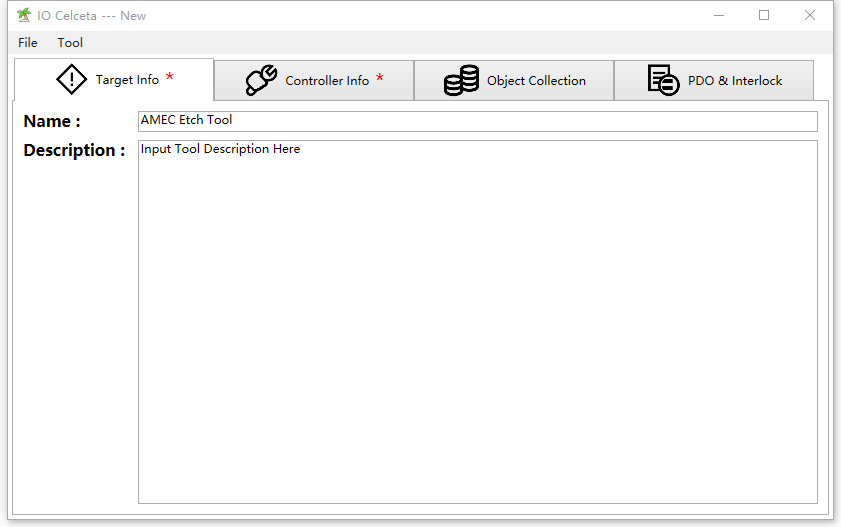 IO Celceta --- New
File Tool
Target Info * Controller Info * Object Collection PDO & Interlock
Name : AMEC Etch Tool
Description : Input Tool Description Here